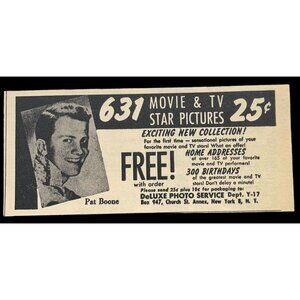 631 MOVIE & TV STAR PICTURES 25¢
EXCITING NEW COLLECTION!
For the first time — sensational pictures of your
favorite movie and TV stars! What an offer!
FREE!
with order
HOME ADDRESSES
of over 165 of your favorite
movie and TV performers!
300 BIRTHDAYS
of the greatest movie and TV
stars! Don't delay a minute!
Please send 25¢ plus 10¢ for packaging to:
DeLUXE PHOTO SERVICE Dept. Y-17
Box 947, Church St. Annex, New York 8, N. Y.
Pat Boone